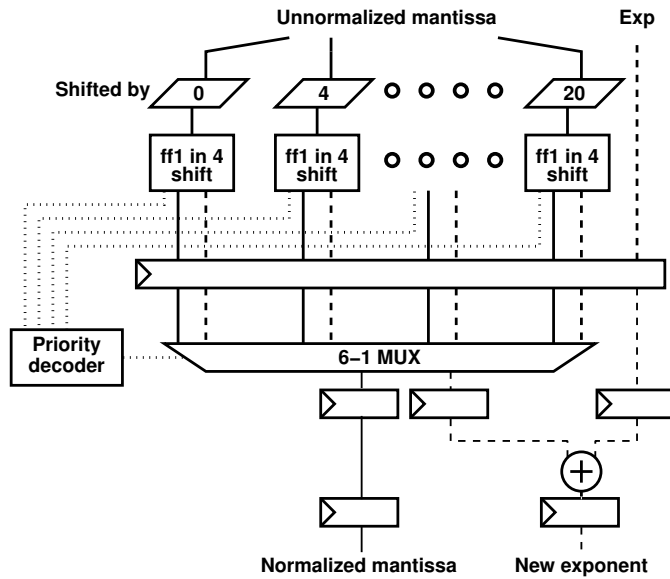 Unnormalized mantissa
Exp
Shifted by
0
4
20
ff1 in 4
shift
ff1 in 4
shift
ff1 in 4
shift
Priority
decoder
6−1 MUX
Normalized mantissa
New exponent